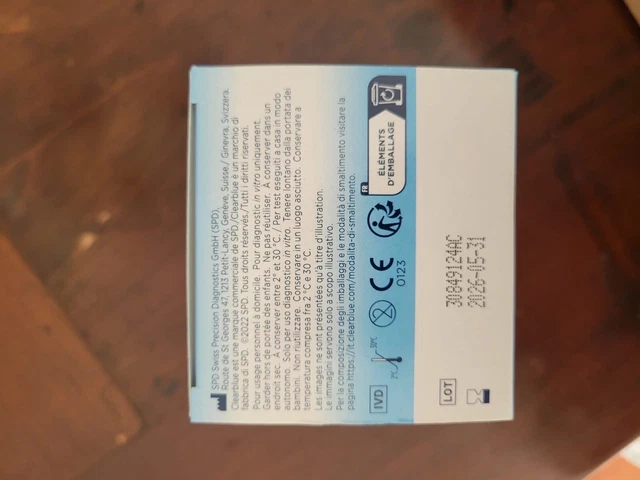 SPD Swiss Precision Diagnostics GmbH (SPD),
Route de St Georges 47, 1213 Petit-Lancy, Genève, Suisse / Ginevra, Svizzera.
Clearblue est une marque commerciale de SPD./Clearblue è un marchio di
fabbrica di SPD. ©2022 SPD. Tous droits réservés/Tutti i diritti riservati.
Pour usage personnel à domicile. Pour diagnostic in vitro uniquement.
Garder hors de portée des enfants. Ne pas réutiliser. A conserver dans un
endroit sec. A conserver entre 2° et 30 °C. / Per test eseguiti a casa in modo
autonomo. Solo per uso diagnostico in vitro. Tenere lontano dalla portata dei
bambini. Non riutilizzare. Conservare in un luogo asciutto. Conservare a
temperatura compresa fra 2 °C e 30 °C.
Les images ne sont présentées qu'à titre d'illustration.
Le immagini servono solo a scopo illustrativo.
Per la composizione degli imballaggi e le modalità di smaltimento visitare la
pagina https://it.clearblue.com/modalita-di-smaltimento.
IVD
2°C
30°C
2
CE
0123
FR
ÉLÉMENTS
D'EMBALLAGE
LOT
30849124AC
2026-05-31